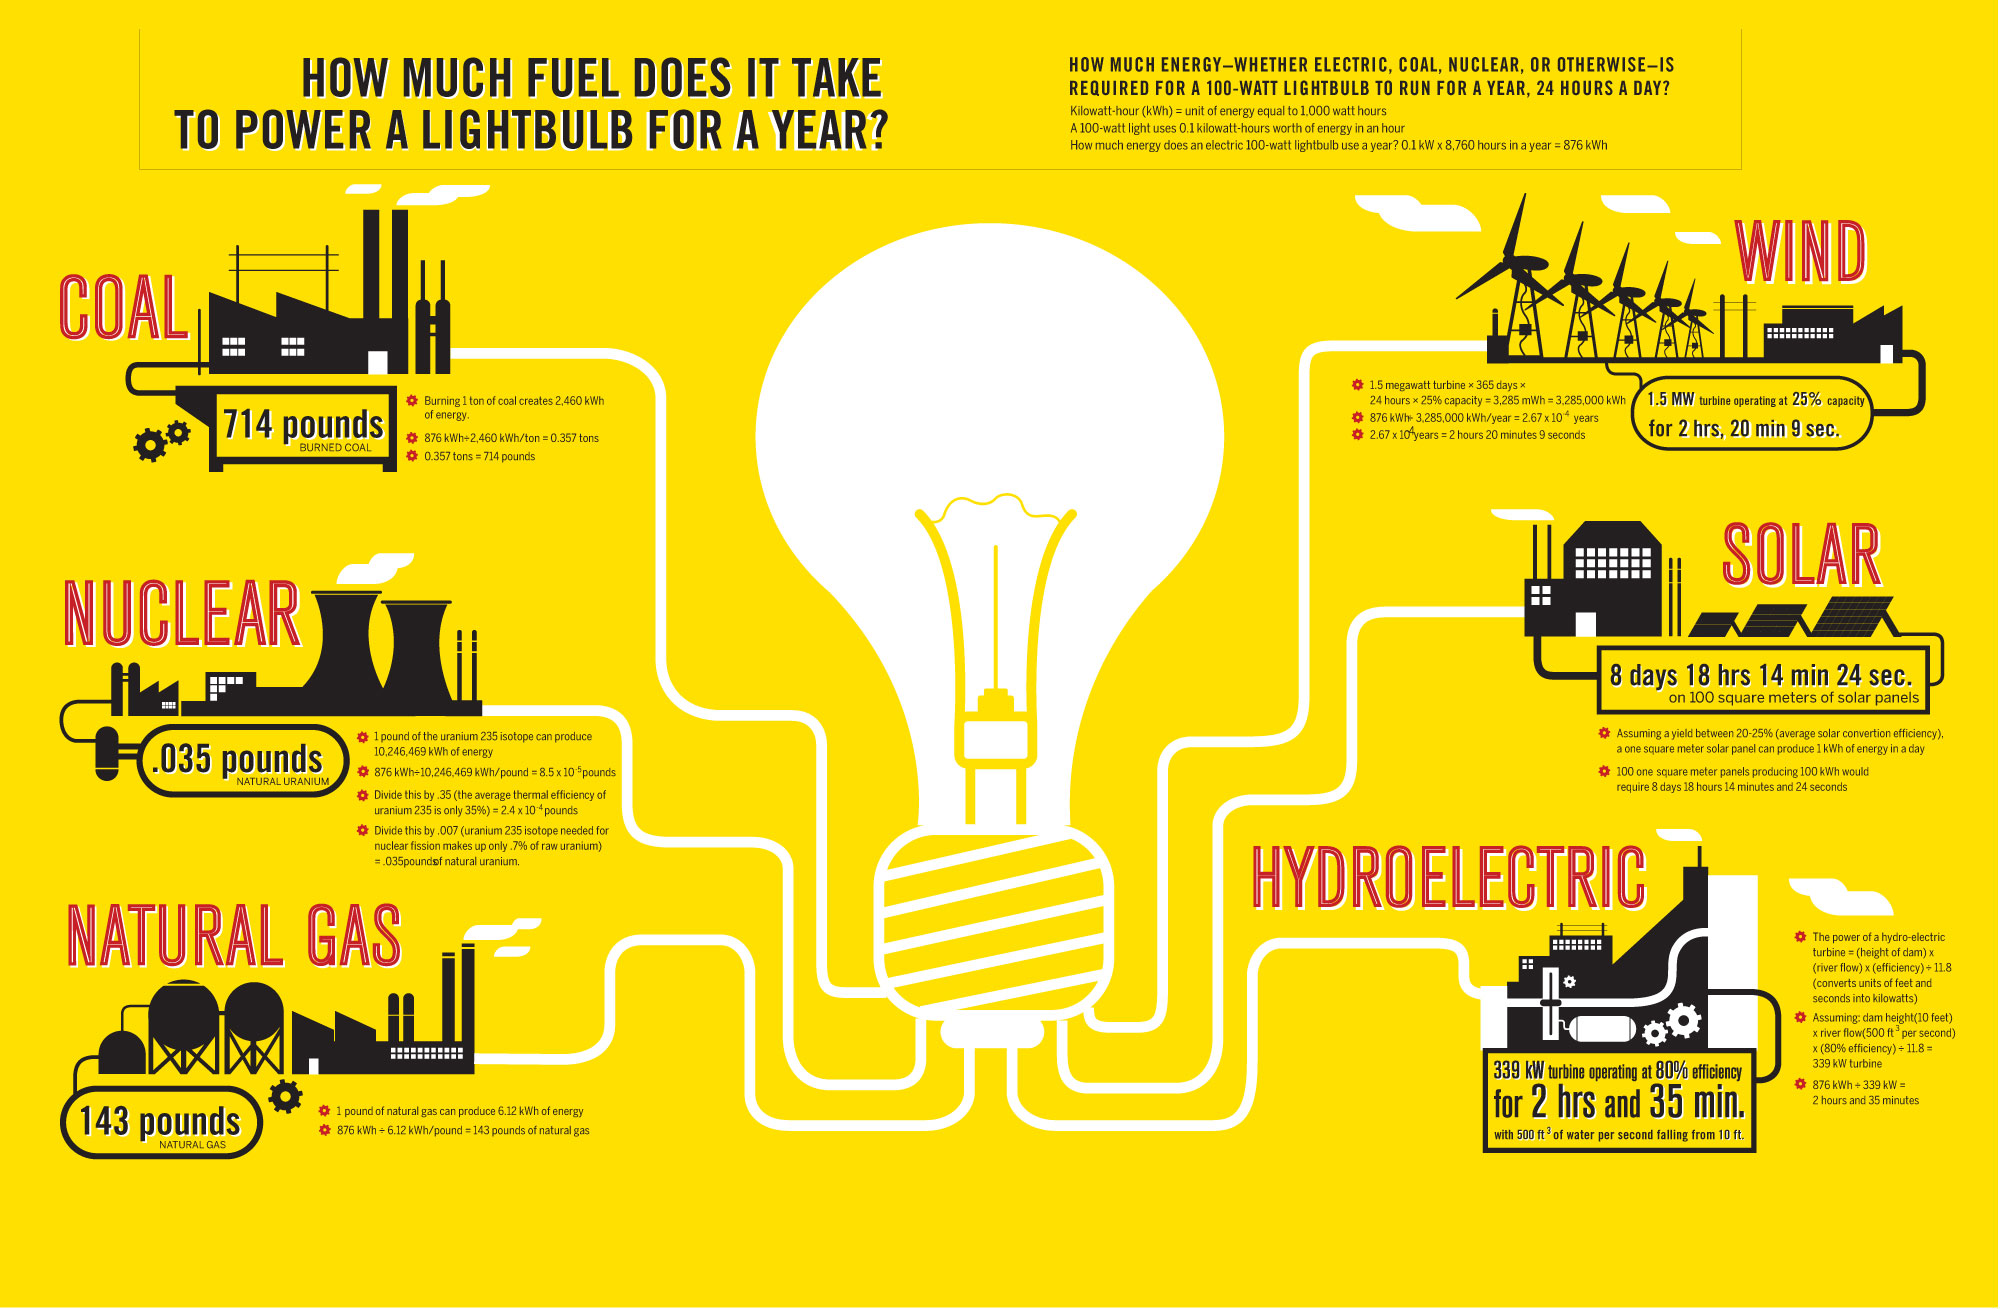 HOW MUCH FUEL DOES IT TAKE
TO POWER A LIGHTBULB FOR A YEAR?
HOW MUCH ENERGY—WHETHER ELECTRIC, COAL, NUCLEAR, OR OTHERWISE—IS
REQUIRED FOR A 100-WATT LIGHTBULB TO RUN FOR A YEAR, 24 HOURS A DAY?
Kilowatt-hour (kWh) = unit of energy equal to 1,000 watt hours
A 100-watt light uses 0.1 kilowatt-hours worth of energy in an hour
How much energy does an electric 100-watt lightbulb use a year? 0.1 kW x 8,760 hours in a year = 876 kWh
COAL
714 pounds
BURNED COAL
Burning 1 ton of coal creates 2,460 kWh
of energy.
876 kWh÷2,460 kWh/ton = 0.357 tons
0.357 tons = 714 pounds
NUCLEAR
.035 pounds
NATURAL URANIUM
1 pound of the uranium 235 isotope can produce
10,246,469 kWh of energy
876 kWh÷10,246,469 kWh/pound = 8.5 x 10⁻⁵ pounds
Divide this by .35 (the average thermal efficiency of
uranium 235 is only 35%) = 2.4 x 10⁻⁴ pounds
Divide this by .007 (uranium 235 isotope needed for
nuclear fission makes up only .7% of raw uranium)
= .035pounds of natural uranium.
NATURAL GAS
143 pounds
NATURAL GAS
1 pound of natural gas can produce 6.12 kWh of energy
876 kWh ÷ 6.12 kWh/pound = 143 pounds of natural gas
WIND
1.5 megawatt turbine × 365 days ×
24 hours × 25% capacity = 3,285 mWh = 3,285,000 kWh
876 kWh÷ 3,285,000 kWh/year = 2.67 x 10⁻⁴ years
2.67 x 10⁻⁴years = 2 hours 20 minutes 9 seconds
1.5 MW turbine operating at 25% capacity
for 2 hrs, 20 min 9 sec.
SOLAR
8 days 18 hrs 14 min 24 sec.
on 100 square meters of solar panels
Assuming a yield between 20-25% (average solar convertion efficiency),
a one square meter solar panel can produce 1 kWh of energy in a day
100 one square meter panels producing 100 kWh would
require 8 days 18 hours 14 minutes and 24 seconds
HYDROELECTRIC
339 kW turbine operating at 80% efficiency
for 2 hrs and 35 min.
with 500 ft³ of water per second falling from 10 ft.
The power of a hydro-electric
turbine = (height of dam) x
(river flow) x (efficiency) ÷ 11.8
(converts units of feet and
seconds into kilowatts)
Assuming: dam height(10 feet)
x river flow(500 ft³ per second)
x (80% efficiency) ÷ 11.8 =
339 kW turbine
876 kWh ÷ 339 kW =
2 hours and 35 minutes